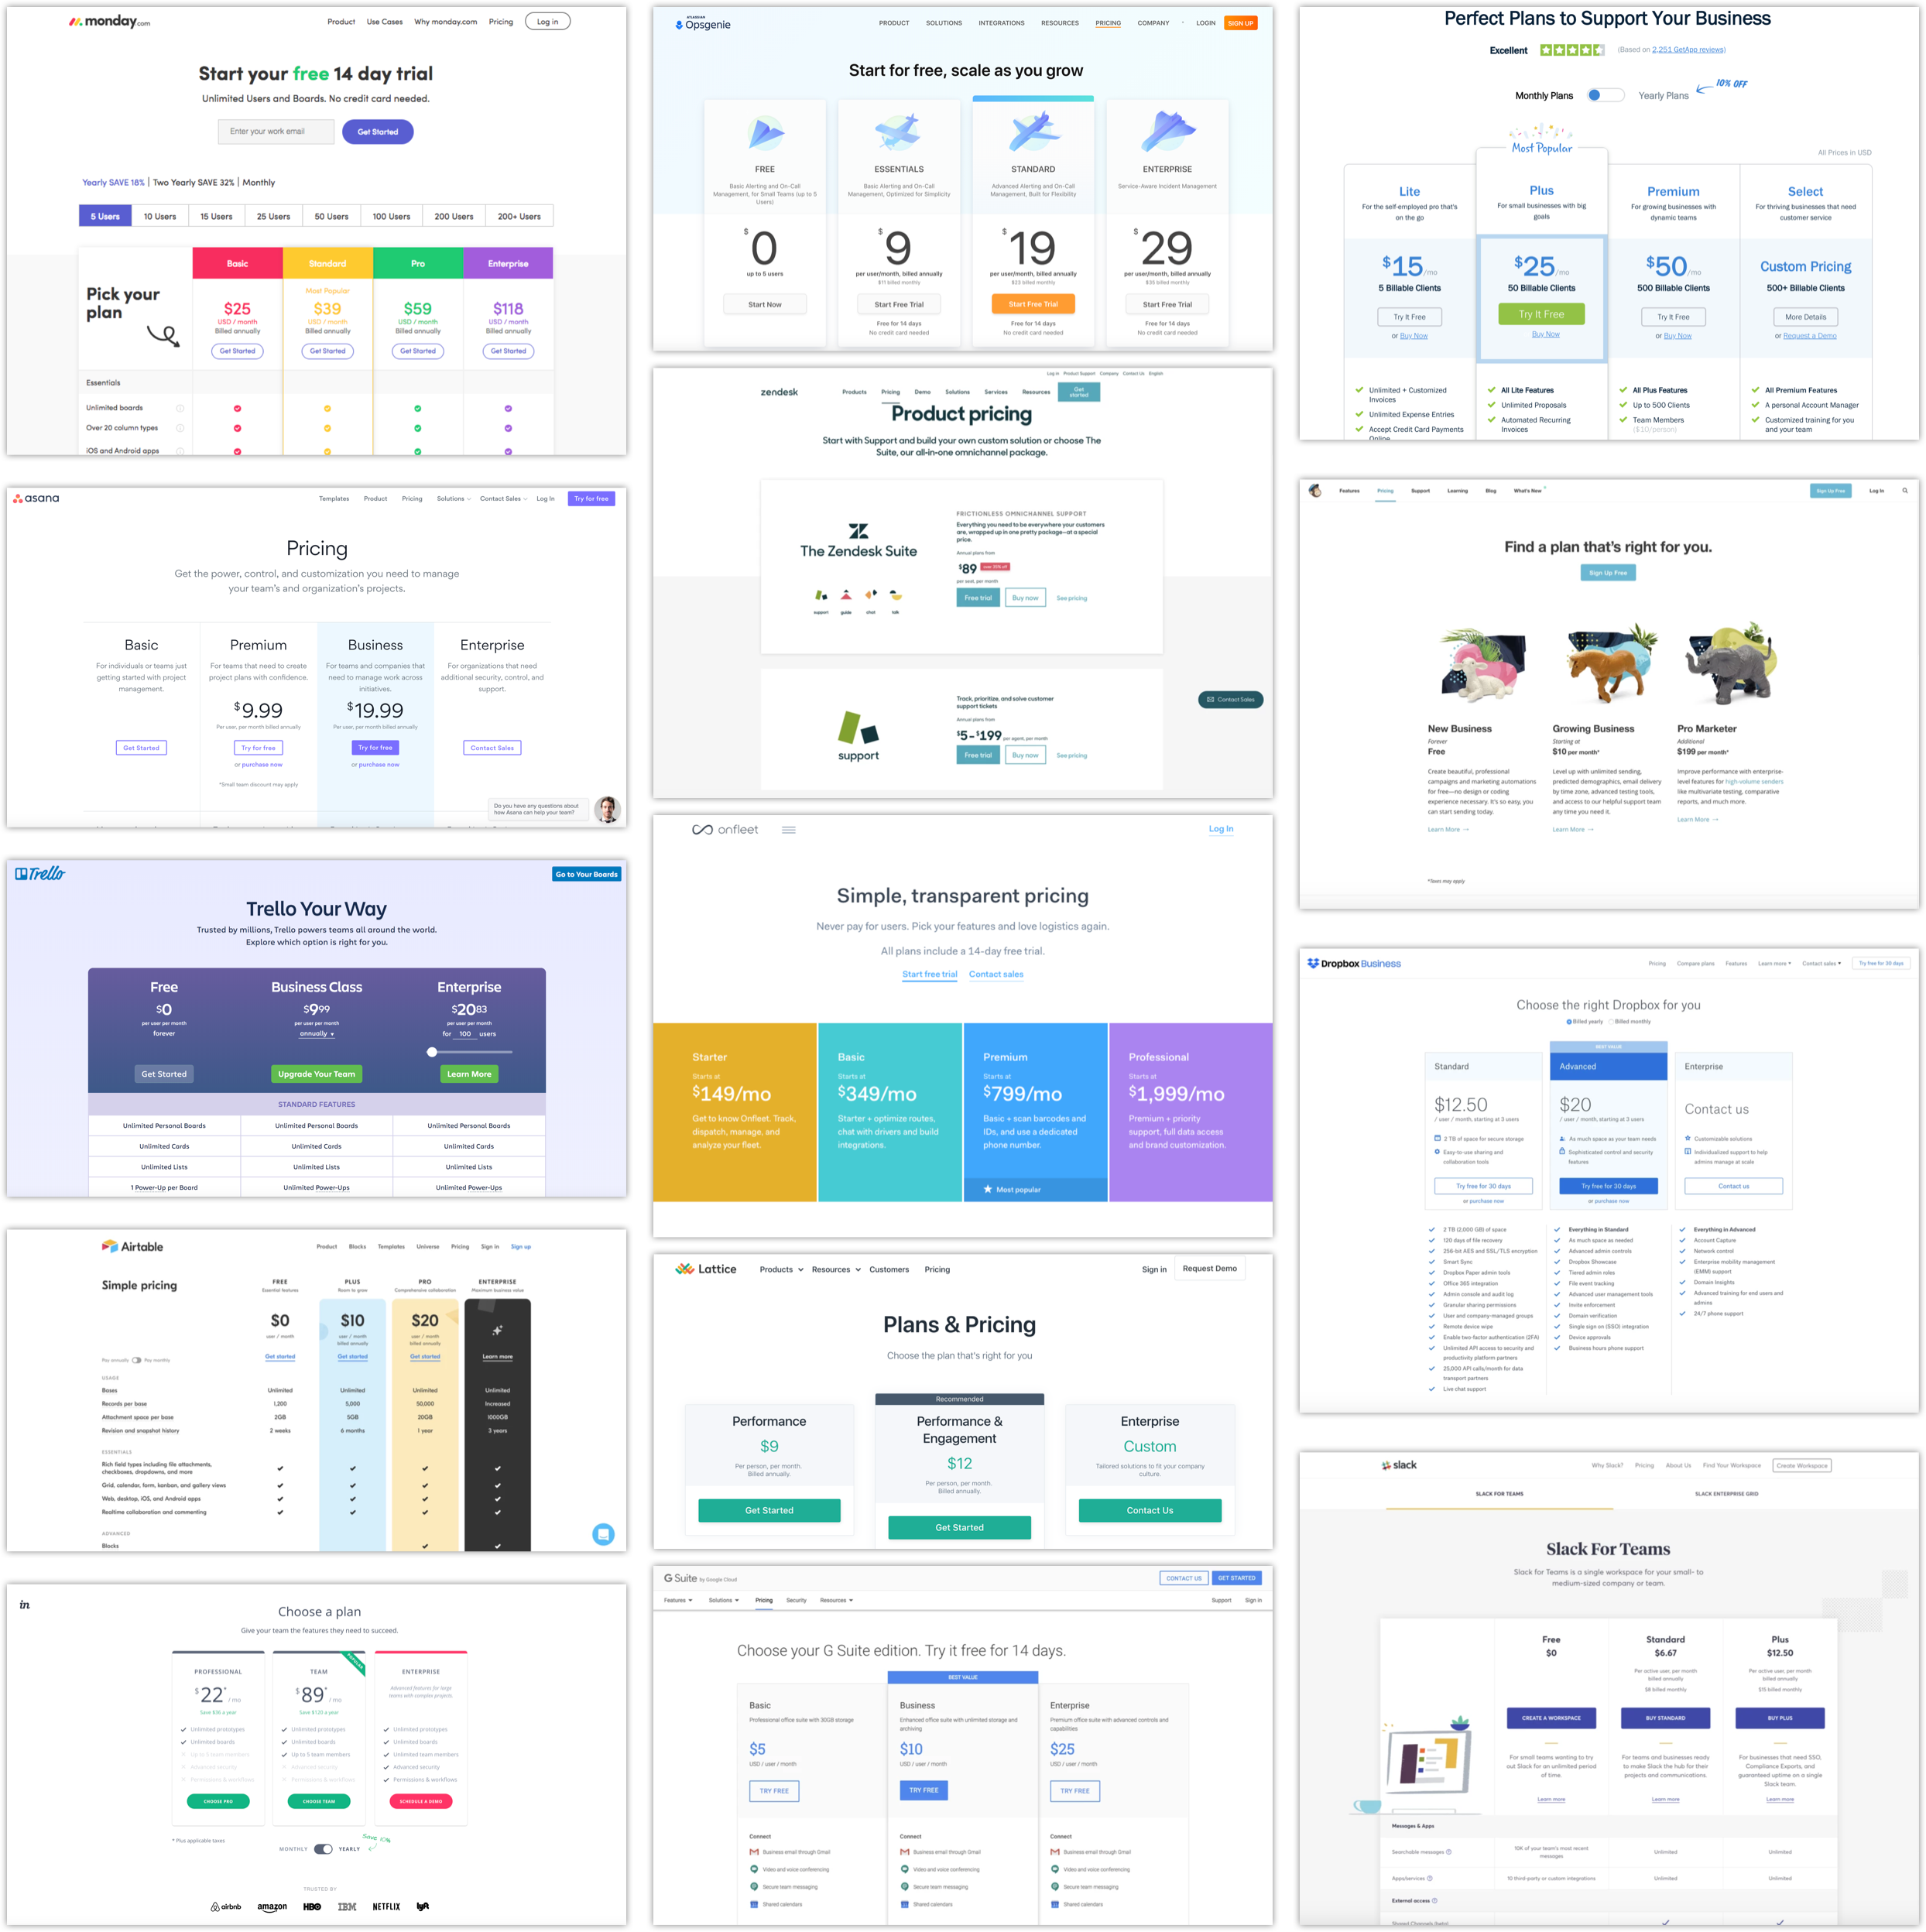 monday.com
Product Use Cases Why monday.com Pricing Log in
Start your free 14 day trial
Unlimited Users and Boards. No credit card needed.
Enter your work email Get Started
Yearly SAVE 18% | Two Yearly SAVE 32% | Monthly
5 Users 10 Users 15 Users 25 Users 50 Users 100 Users 200 Users 200+ Users
Pick your plan
Basic Standard Pro Enterprise
Most Popular
$25 $39 $59 $118
USD / month USD / month USD / month USD / month
Billed annually Billed annually Billed annually Billed annually
Get Started Get Started Get Started Get Started
Essentials
Unlimited boards
Over 20 column types
iOS and Android apps
asana
Templates Product Pricing Solutions Contact Sales Log In Try for free
Pricing
Get the power, control, and customization you need to manage
your team's and organization's projects.
Basic
For individuals or teams just
getting started with project
management.
Get Started
Premium
For teams that need to create
project plans with confidence.
$9.99
Per user, per month billed annually
Try for free
or purchase now
*Small team discount may apply
Business
For teams and companies that
need to manage work across
initiatives.
$19.99
Per user, per month billed annually
Try for free
or purchase now
Enterprise
For organizations that need
additional security, control, and
support.
Contact Sales
Do you have any questions about
how Asana can help your team?
Trello
Go to Your Boards
Trello Your Way
Trusted by millions, Trello powers teams all around the world.
Explore which option is right for you.
Free Business Class Enterprise
$0 $9.99 $20.83
per user per month per user per month per user per month
forever annually for 100 users
Get Started Upgrade Your Team Learn More
STANDARD FEATURES
Unlimited Personal Boards Unlimited Personal Boards Unlimited Personal Boards
Unlimited Cards Unlimited Cards Unlimited Cards
Unlimited Lists Unlimited Lists Unlimited Lists
1 Power-Up per Board Unlimited Power-Ups Unlimited Power-Ups
Airtable
Product Blocks Templates Universe Pricing Sign in Sign up
Simple pricing
FREE PLUS PRO ENTERPRISE
Essential features Room to grow Comprehensive collaboration Maximum business value
$0 $10 $20
user / month user / month user / month
billed annually billed annually
Get started Get started Get started Learn more
Pay annually Pay monthly
USAGE
Bases Unlimited Unlimited Unlimited Unlimited
Records per base 1,200 5,000 50,000 Increased
Attachment space per base 2GB 5GB 20GB 1000GB
Revision and snapshot history 2 weeks 6 months 1 year 3 years
ESSENTIALS
Rich field types including file attachments,
checkboxes, dropdowns, and more
Grid, calendar, form, kanban, and gallery views
Web, desktop, iOS, and Android apps
Realtime collaboration and commenting
ADVANCED
Blocks
in
Choose a plan
Give your team the features they need to succeed.
PROFESSIONAL
$22* / mo
Save $36 a year
Unlimited prototypes
Unlimited boards
Up to 5 team members
Advanced security
Permissions & workflows
CHOOSE PRO
TEAM
POPULAR
$89* / mo
Save $120 a year
Unlimited prototypes
Unlimited boards
Up to 5 team members
Advanced security
Permissions & workflows
CHOOSE TEAM
ENTERPRISE
Advanced features for large
teams with complex projects.
Unlimited prototypes
Unlimited boards
Unlimited team members
Advanced security
Permissions & workflows
SCHEDULE A DEMO
* Plus applicable taxes
MONTHLY YEARLY
Save 10%
TRUSTED BY
airbnb amazon HBO IBM NETFLIX lyft
ATLASSIAN
Opsgenie
PRODUCT SOLUTIONS INTEGRATIONS RESOURCES PRICING COMPANY LOGIN SIGN UP
Start for free, scale as you grow
FREE
Basic Alerting and On-Call
Management, for Small Teams (up to 5
Users)
$0
up to 5 users
Start Now
ESSENTIALS
Basic Alerting and On-Call
Management, Optimized for Simplicity
$9
per user/month, billed annually
$11 billed monthly
Start Free Trial
Free for 14 days
No credit card needed
STANDARD
Advanced Alerting and On-Call
Management, Built for Flexibility
$19
per user/month, billed annually
$23 billed monthly
Start Free Trial
Free for 14 days
No credit card needed
ENTERPRISE
Service-Aware Incident Management
$29
per user/month, billed annually
$35 billed monthly
Start Free Trial
Free for 14 days
No credit card needed
Log in Product Support Company Contact Us English
zendesk
Products Pricing Demo Solutions Services Resources Get started
Product pricing
Start with Support and build your own custom solution or choose The
Suite, our all-in-one omnichannel package.
The Zendesk Suite
support guide chat talk
FRICTIONLESS OMNICHANNEL SUPPORT
Everything you need to be everywhere your customers
are, wrapped up in one pretty package—at a special
price.
Annual plans from
$89
per seat, per month
Free trial Buy now See pricing
support
Track, prioritize, and solve customer
support tickets
Annual plans from
$5-$199 per agent, per month
Free trial Buy now See pricing
Contact Sales
onfleet
Log In
Simple, transparent pricing
Never pay for users. Pick your features and love logistics again.
All plans include a 14-day free trial.
Start free trial Contact sales
Starter
Starts at
$149/mo
Get to know Onfleet. Track,
dispatch, manage, and
analyze your fleet.
Basic
Starts at
$349/mo
Starter + optimize routes,
chat with drivers and build
integrations.
Premium
Starts at
$799/mo
Basic + scan barcodes and
IDs, and use a dedicated
phone number.
Most popular
Professional
Starts at
$1,999/mo
Premium + priority
support, full data access
and brand customization.
Lattice
Products Resources Customers Pricing Sign in Request Demo
Plans & Pricing
Choose the plan that's right for you
Performance
$9
Per person, per month.
Billed annually.
Get Started
Recommended
Performance &
Engagement
$12
Per person, per month.
Billed annually.
Get Started
Enterprise
Custom
Tailored solutions to fit your company
culture.
Contact Us
G Suite by Google Cloud
CONTACT US GET STARTED
Features Solutions Pricing Security Resources Support Sign in
Choose your G Suite edition. Try it free for 14 days.
Basic
Professional office suite with 30GB storage
$5
USD / user / month
TRY FREE
Connect
Business email through Gmail
Video and voice conferencing
Secure team messaging
Shared calendars
BEST VALUE
Business
Enhanced office suite with unlimited storage and
archiving
$10
USD / user / month
TRY FREE
Connect
Business email through Gmail
Video and voice conferencing
Secure team messaging
Shared calendars
Enterprise
Premium office suite with advanced controls and
capabilities
$25
USD / user / month
TRY FREE
Connect
Business email through Gmail
Video and voice conferencing
Secure team messaging
Shared calendars
Perfect Plans to Support Your Business
Excellent (Based on 2,251 GetApp reviews)
Monthly Plans Yearly Plans 10% OFF
Most Popular
All Prices in USD
Lite
For the self-employed pro that's
on the go
$15/mo
5 Billable Clients
Try It Free
or Buy Now
Unlimited + Customized
Invoices
Unlimited Expense Entries
Accept Credit Card Payments
Online
Plus
For small businesses with big
goals
$25/mo
50 Billable Clients
Try It Free
Buy Now
All Lite Features
Unlimited Proposals
Automated Recurring
Invoices
Premium
For growing businesses with
dynamic teams
$50/mo
500 Billable Clients
Try It Free
or Buy Now
All Plus Features
Up to 500 Clients
Team Members
($10/person)
Select
For thriving businesses that need
customer service
Custom Pricing
500+ Billable Clients
More Details
or Request a Demo
All Premium Features
A personal Account Manager
Customized training for you
and your team
Features Pricing Support Learning Blog What's New Sign Up Free Log In
Find a plan that's right for you.
Sign Up Free
New Business
Forever
Free
Create beautiful, professional
campaigns and marketing automations
for free—no design or coding
experience necessary. It's so easy, you
can start sending today.
Learn More →
Growing Business
Starting at
$10 per month*
Level up with unlimited sending,
predicted demographics, email delivery
by time zone, advanced testing tools,
and access to our helpful support team
any time you need it.
Learn More →
Pro Marketer
Additional
$199 per month*
Improve performance with enterprise-
level features for high-volume senders
like multivariate testing, comparative
reports, and much more.
Learn More →
*Taxes may apply
Dropbox Business
Pricing Compare plans Features Learn more Contact sales Try free for 30 days
Choose the right Dropbox for you
Billed yearly Billed monthly
Standard
$12.50
/ user / month, starting at 3 users
2 TB of space for secure storage
Easy-to-use sharing and
collaboration tools
Try free for 30 days
or purchase now
BEST VALUE
Advanced
$20
/ user / month, starting at 3 users
As much space as your team needs
Sophisticated control and security
features
Try free for 30 days
or purchase now
Enterprise
Contact us
Customizable solutions
Individualized support to help
admins manage at scale
Contact us
2 TB (2,000 GB) of space
120 days of file recovery
256-bit AES and SSL/TLS encryption
Smart Sync
Dropbox Paper admin tools
Office 365 integration
Admin console and audit log
Granular sharing permissions
User and company-managed groups
Remote device wipe
Enable two-factor authentication (2FA)
Unlimited API access to security and
productivity platform partners
25,000 API calls/month for data
transport partners
Live chat support
Everything in Standard
As much space as needed
Advanced admin controls
Dropbox Showcase
Tiered admin roles
File event tracking
Advanced user management tools
Invite enforcement
Domain verification
Single sign on (SSO) integration
Device approvals
Business hours phone support
Everything in Advanced
Account Capture
Network control
Enterprise mobility management
(EMM) support
Domain Insights
Advanced training for end users and
admins
24/7 phone support
slack
Why Slack? Pricing About Us Find Your Workspace Create Workspace
SLACK FOR TEAMS SLACK ENTERPRISE GRID
Slack For Teams
Slack for Teams is a single workspace for your small- to
medium-sized company or team.
Free
$0
CREATE A WORKSPACE
For small teams wanting to try
out Slack for an unlimited period
of time.
Learn more
Standard
$6.67
Per active user, per month
billed annually
$8 billed monthly
BUY STANDARD
For teams and businesses ready
to make Slack the hub for their
projects and communications.
Learn more
Plus
$12.50
Per active user, per month
billed annually
$15 billed monthly
BUY PLUS
For businesses that need SSO,
Compliance Exports, and
guaranteed uptime on a single
Slack team.
Learn more
Messages & Apps
Searchable messages 10K of your team's most recent messages Unlimited Unlimited
Apps/services 10 third-party or custom integrations Unlimited Unlimited
External access
Shared Channels (beta)